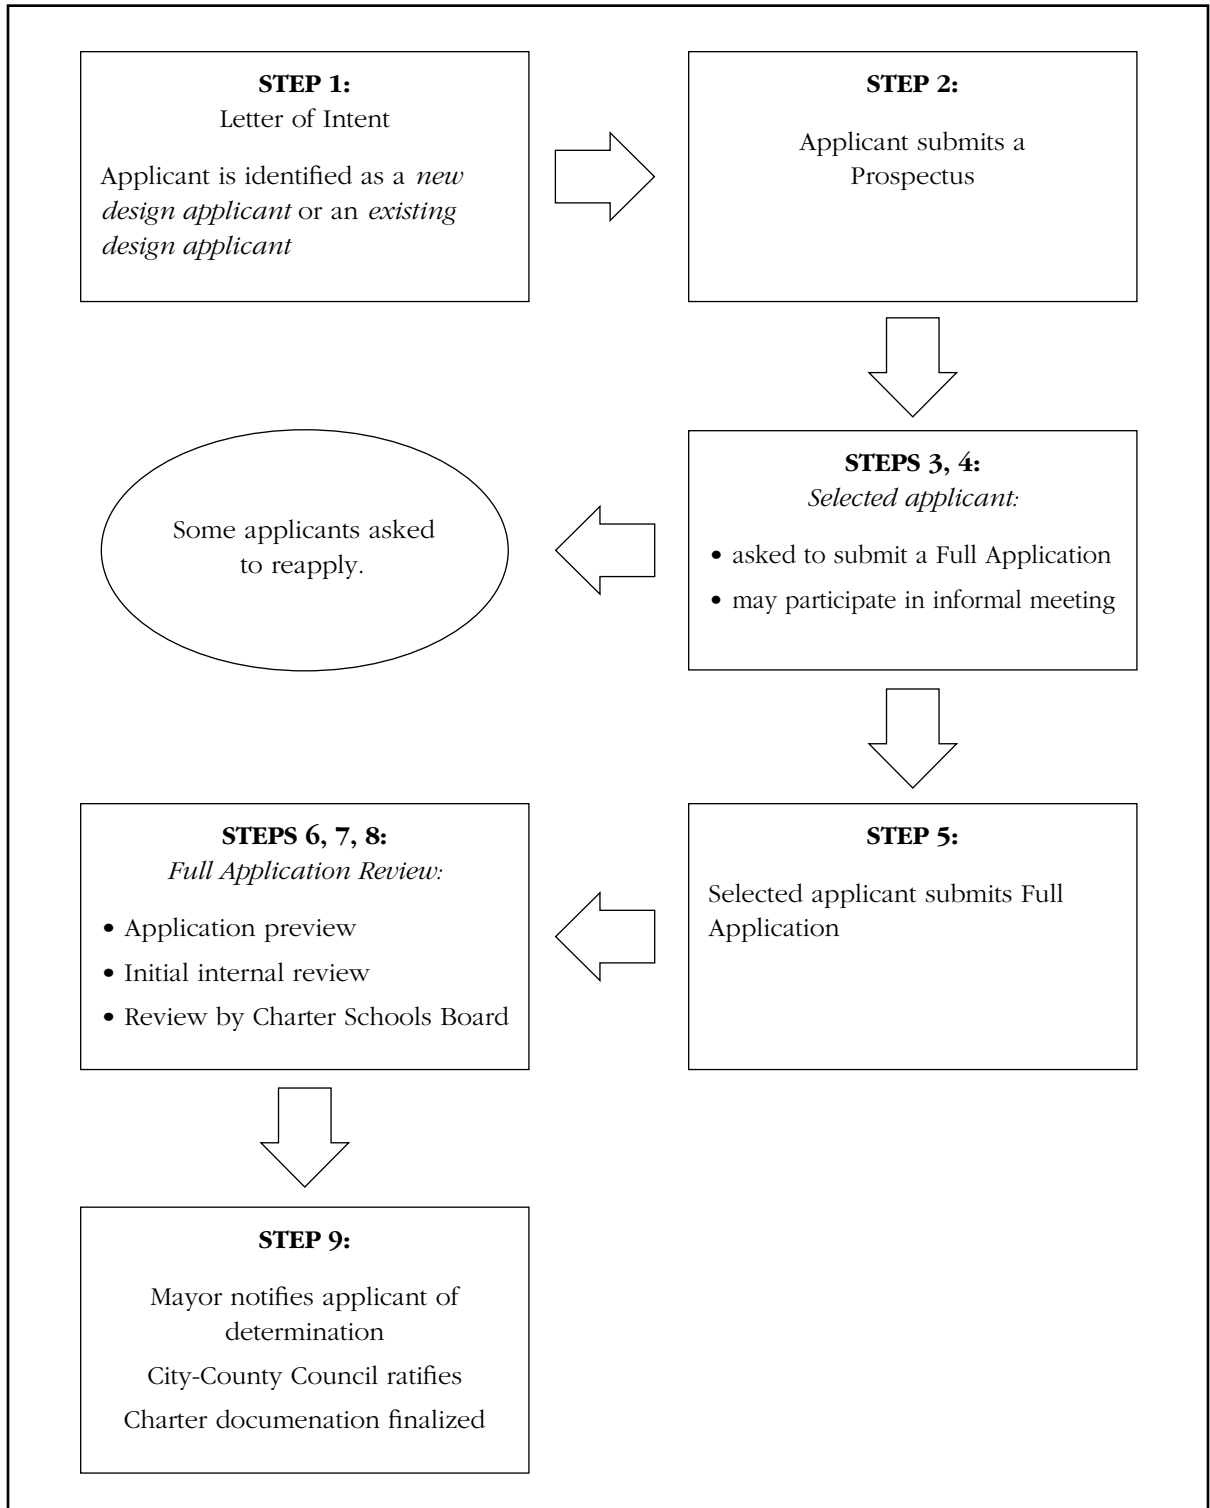 STEP 1:
Letter of Intent
Applicant is identified as a new
design applicant or an existing
design applicant
STEP 2:
Applicant submits a
Prospectus
STEPS 3, 4:
Selected applicant:
• asked to submit a Full Application
• may participate in informal meeting
Some applicants asked
to reapply.
STEP 5:
Selected applicant submits Full
Application
STEPS 6, 7, 8:
Full Application Review:
• Application preview
• Initial internal review
• Review by Charter Schools Board
STEP 9:
Mayor notifies applicant of
determination
City-County Council ratifies
Charter documenation finalized